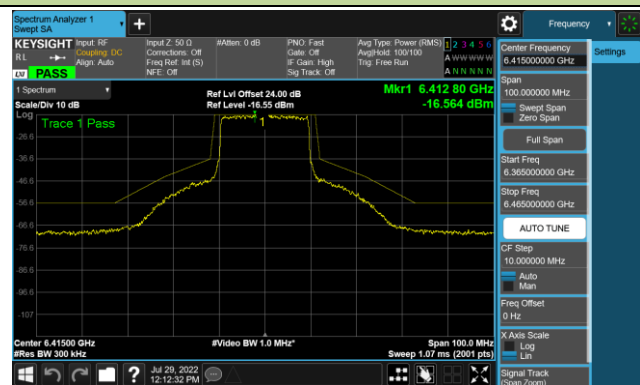 Spectrum Analyzer 1
Swept SA
+
Frequency
KEYSIGHT
R L
LXI
PASS
Input: RF
Coupling: DC
Align: Auto
Input Z: 50 Ω
Corrections: Off
Freq Ref: Int (S)
NFE: Off
#Atten: 0 dB
PNO: Fast
Gate: Off
IF Gain: High
Sig Track: Off
Avg Type: Power (RMS)
Avg|Hold: 100/100
Trig: Free Run
1 2 3 4 5 6
A W W W W W
A N N N N N
1 Spectrum
Scale/Div 10 dB
Ref Lvl Offset 24.00 dB
Ref Level -16.55 dBm
Mkr1 6.412 80 GHz
-16.564 dBm
Log
Trace 1 Pass
1
-26.6
-36.6
-46.6
-56.6
-66.6
-76.6
-86.6
-96.6
-107
Center 6.41500 GHz
#Res BW 300 kHz
#Video BW 1.0 MHz*
Span 100.0 MHz
Sweep 1.07 ms (2001 pts)
?
Jul 29, 2022
12:12:32 PM
Center Frequency
6.415000000 GHz
Span
100.000000 MHz
Swept Span
Zero Span
Full Span
Start Freq
6.365000000 GHz
Stop Freq
6.465000000 GHz
AUTO TUNE
CF Step
10.000000 MHz
Auto
Man
Freq Offset
0 Hz
X Axis Scale
Log
Lin
Signal Track
(Span Zoom)
Settings